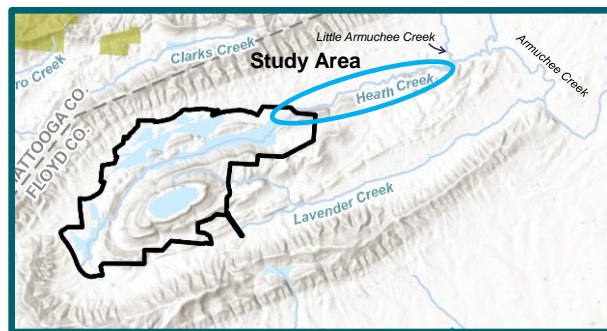 Little Armuchee Creek
Clarks Creek
Armuchee Creek
ro Creek
Study Area
Heath Creek
ATTOOGA CO.
FLOYD CO.
Lavender Creek